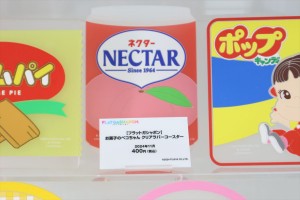 ネクター
NECTAR
Since 1964
ムパイ
E PIE
ポップ
キャンディ
【フラットガシャポン】
お菓子のペコちゃん クリアラバーコースター
2024年11月
400円(税込)